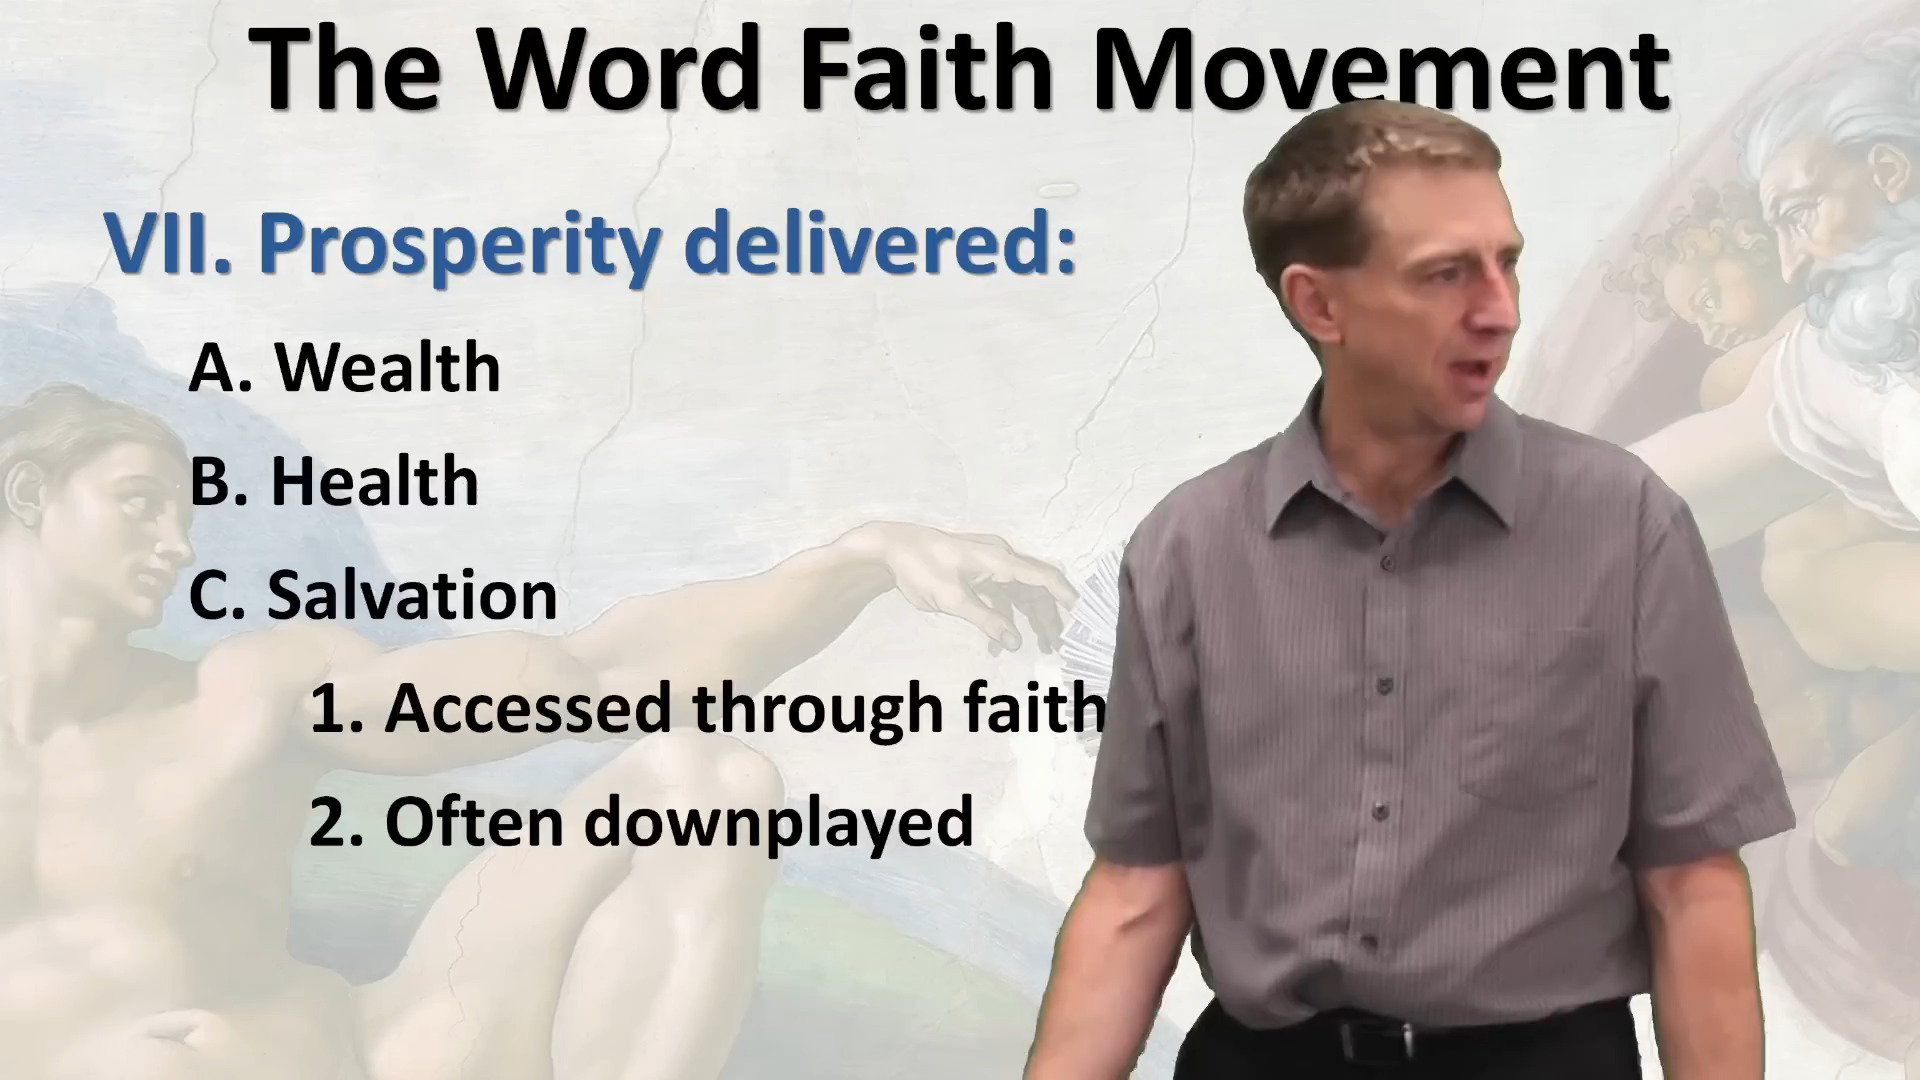 The Word Faith Movement
VII. Prosperity delivered:
A. Wealth
B. Health
C. Salvation
1. Accessed through faith
2. Often downplayed